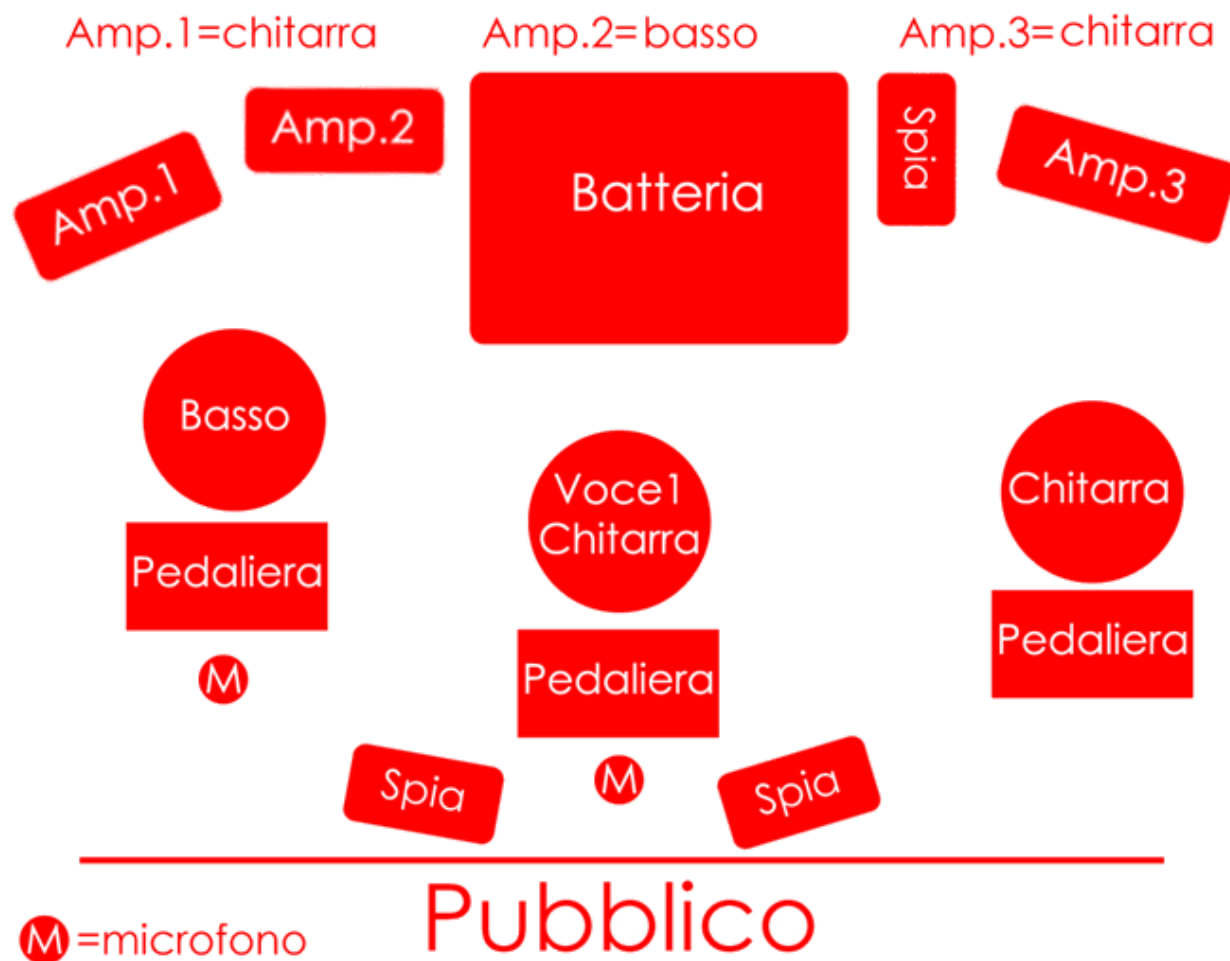 Amp.1=chitarra
Amp.2=basso
Amp.3=chitarra
Amp.1
Amp.2
Batteria
Spia
Amp.3
Basso
Pedaliera
M
Voce1
Chitarra
Pedaliera
M
Chitarra
Pedaliera
Spia
Spia
Pubblico
M=microfono